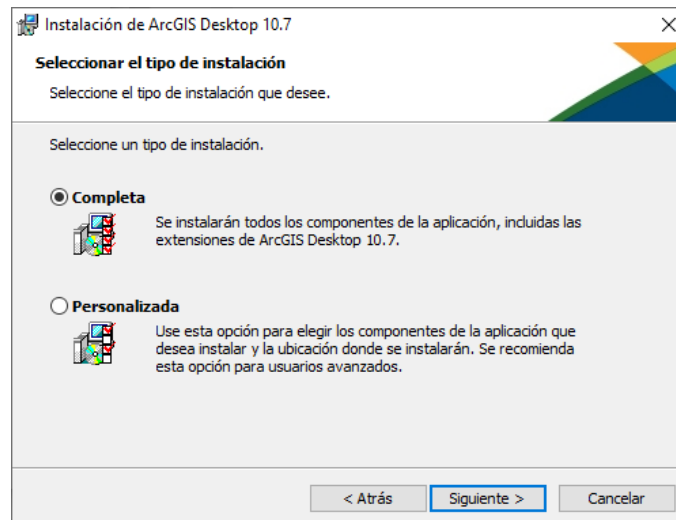 Instalación de ArcGIS Desktop 10.7
Seleccionar el tipo de instalación
Seleccione el tipo de instalación que desee.
Seleccione un tipo de instalación.
Completa
Se instalarán todos los componentes de la aplicación, incluidas las
extensiones de ArcGIS Desktop 10.7.
Personalizada
Use esta opción para elegir los componentes de la aplicación que
desea instalar y la ubicación donde se instalarán. Se recomienda
esta opción para usuarios avanzados.
< Atrás Siguiente > Cancelar